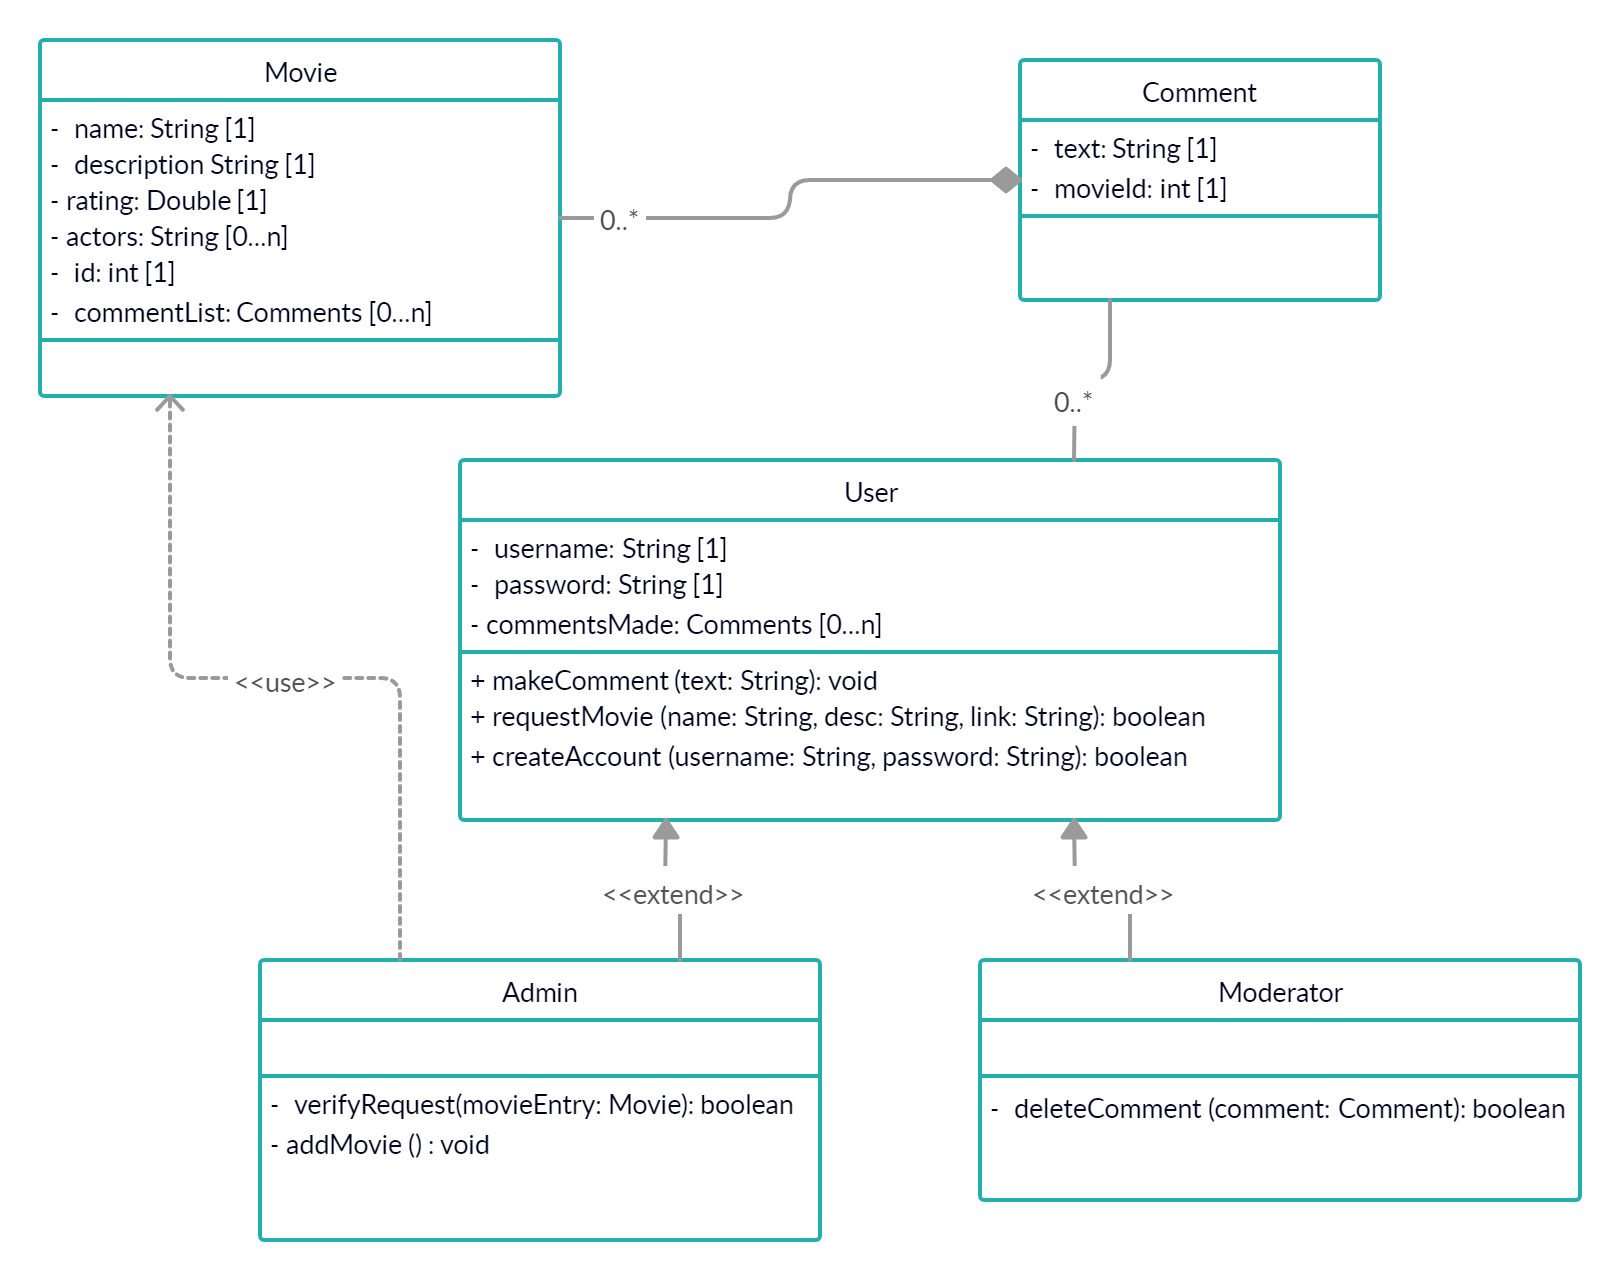 Movie
- name: String [1]
- description String [1]
- rating: Double [1]
- actors: String [0...n]
- id: int [1]
- commentList: Comments [0...n]
Comment
- text: String [1]
- movieId: int [1]
0..*
0..*
User
- username: String [1]
- password: String [1]
- commentsMade: Comments [0...n]
+ makeComment (text: String): void
+ requestMovie (name: String, desc: String, link: String): boolean
+ createAccount (username: String, password: String): boolean
<<use>>
<<extend>>
<<extend>>
Admin
- verifyRequest(movieEntry: Movie): boolean
- addMovie () : void
Moderator
- deleteComment (comment: Comment): boolean